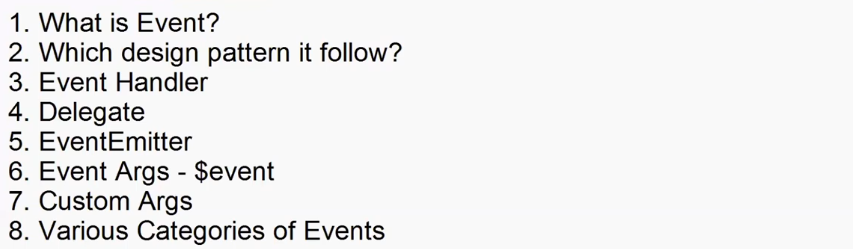 1. What is Event?
2. Which design pattern it follow?
3. Event Handler
4. Delegate
5. EventEmitter
6. Event Args - $event
7. Custom Args
8. Various Categories of Events